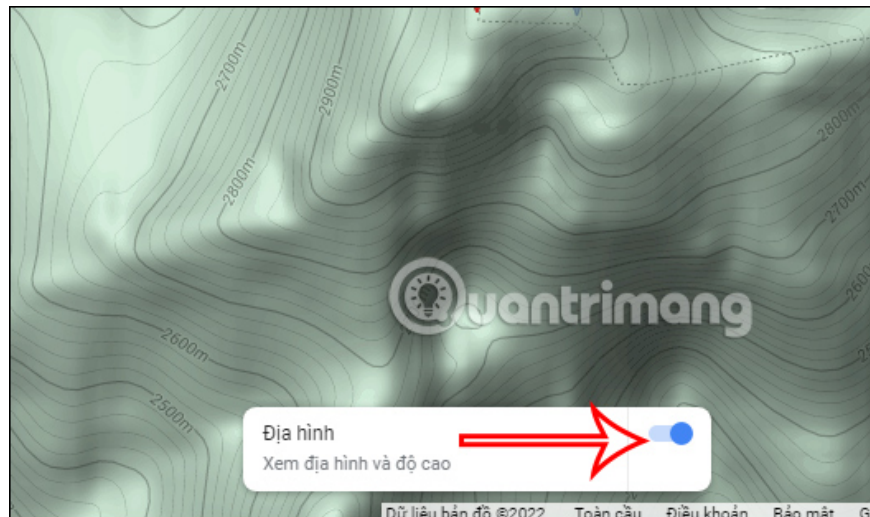 2700m
2900m
2800m
2800m
2700m
2600m
Quantrimang
2600m
2500m
Địa hình
Xem địa hình và độ cao
Dữ liệu bản đồ ©2022 Toàn cầu Điều khoản Bảo mật